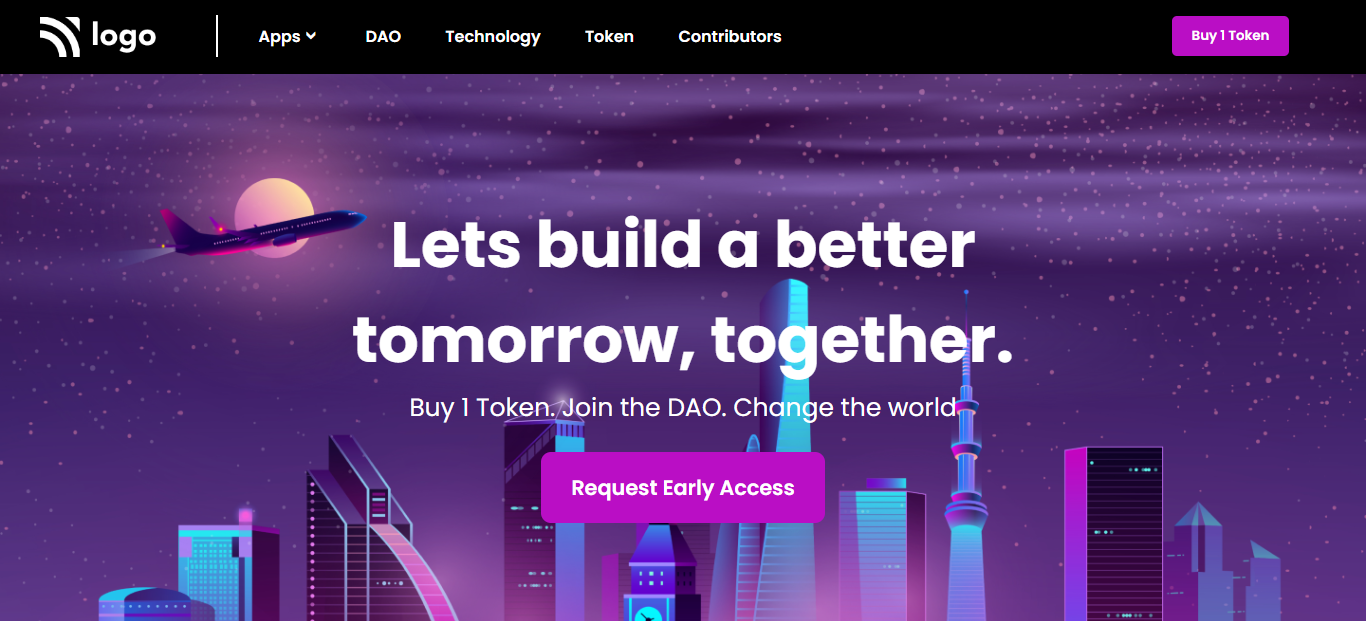 logo
Apps
DAO
Technology
Token
Contributors
Buy 1 Token
Lets build a better
tomorrow, together.
Buy 1 Token. Join the DAO. Change the world.
Request Early Access